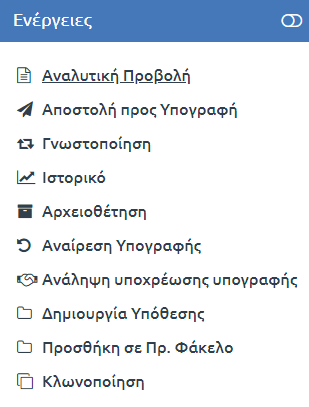 Ενέργειες
Αναλυτική Προβολή
Αποστολή προς Υπογραφή
Γνωστοποίηση
Ιστορικό
Αρχειοθέτηση
Αναίρεση Υπογραφής
Ανάληψη υποχρέωσης υπογραφής
Δημιουργία Υπόθεσης
Προσθήκη σε Πρ. Φάκελο
Κλωνοποίηση